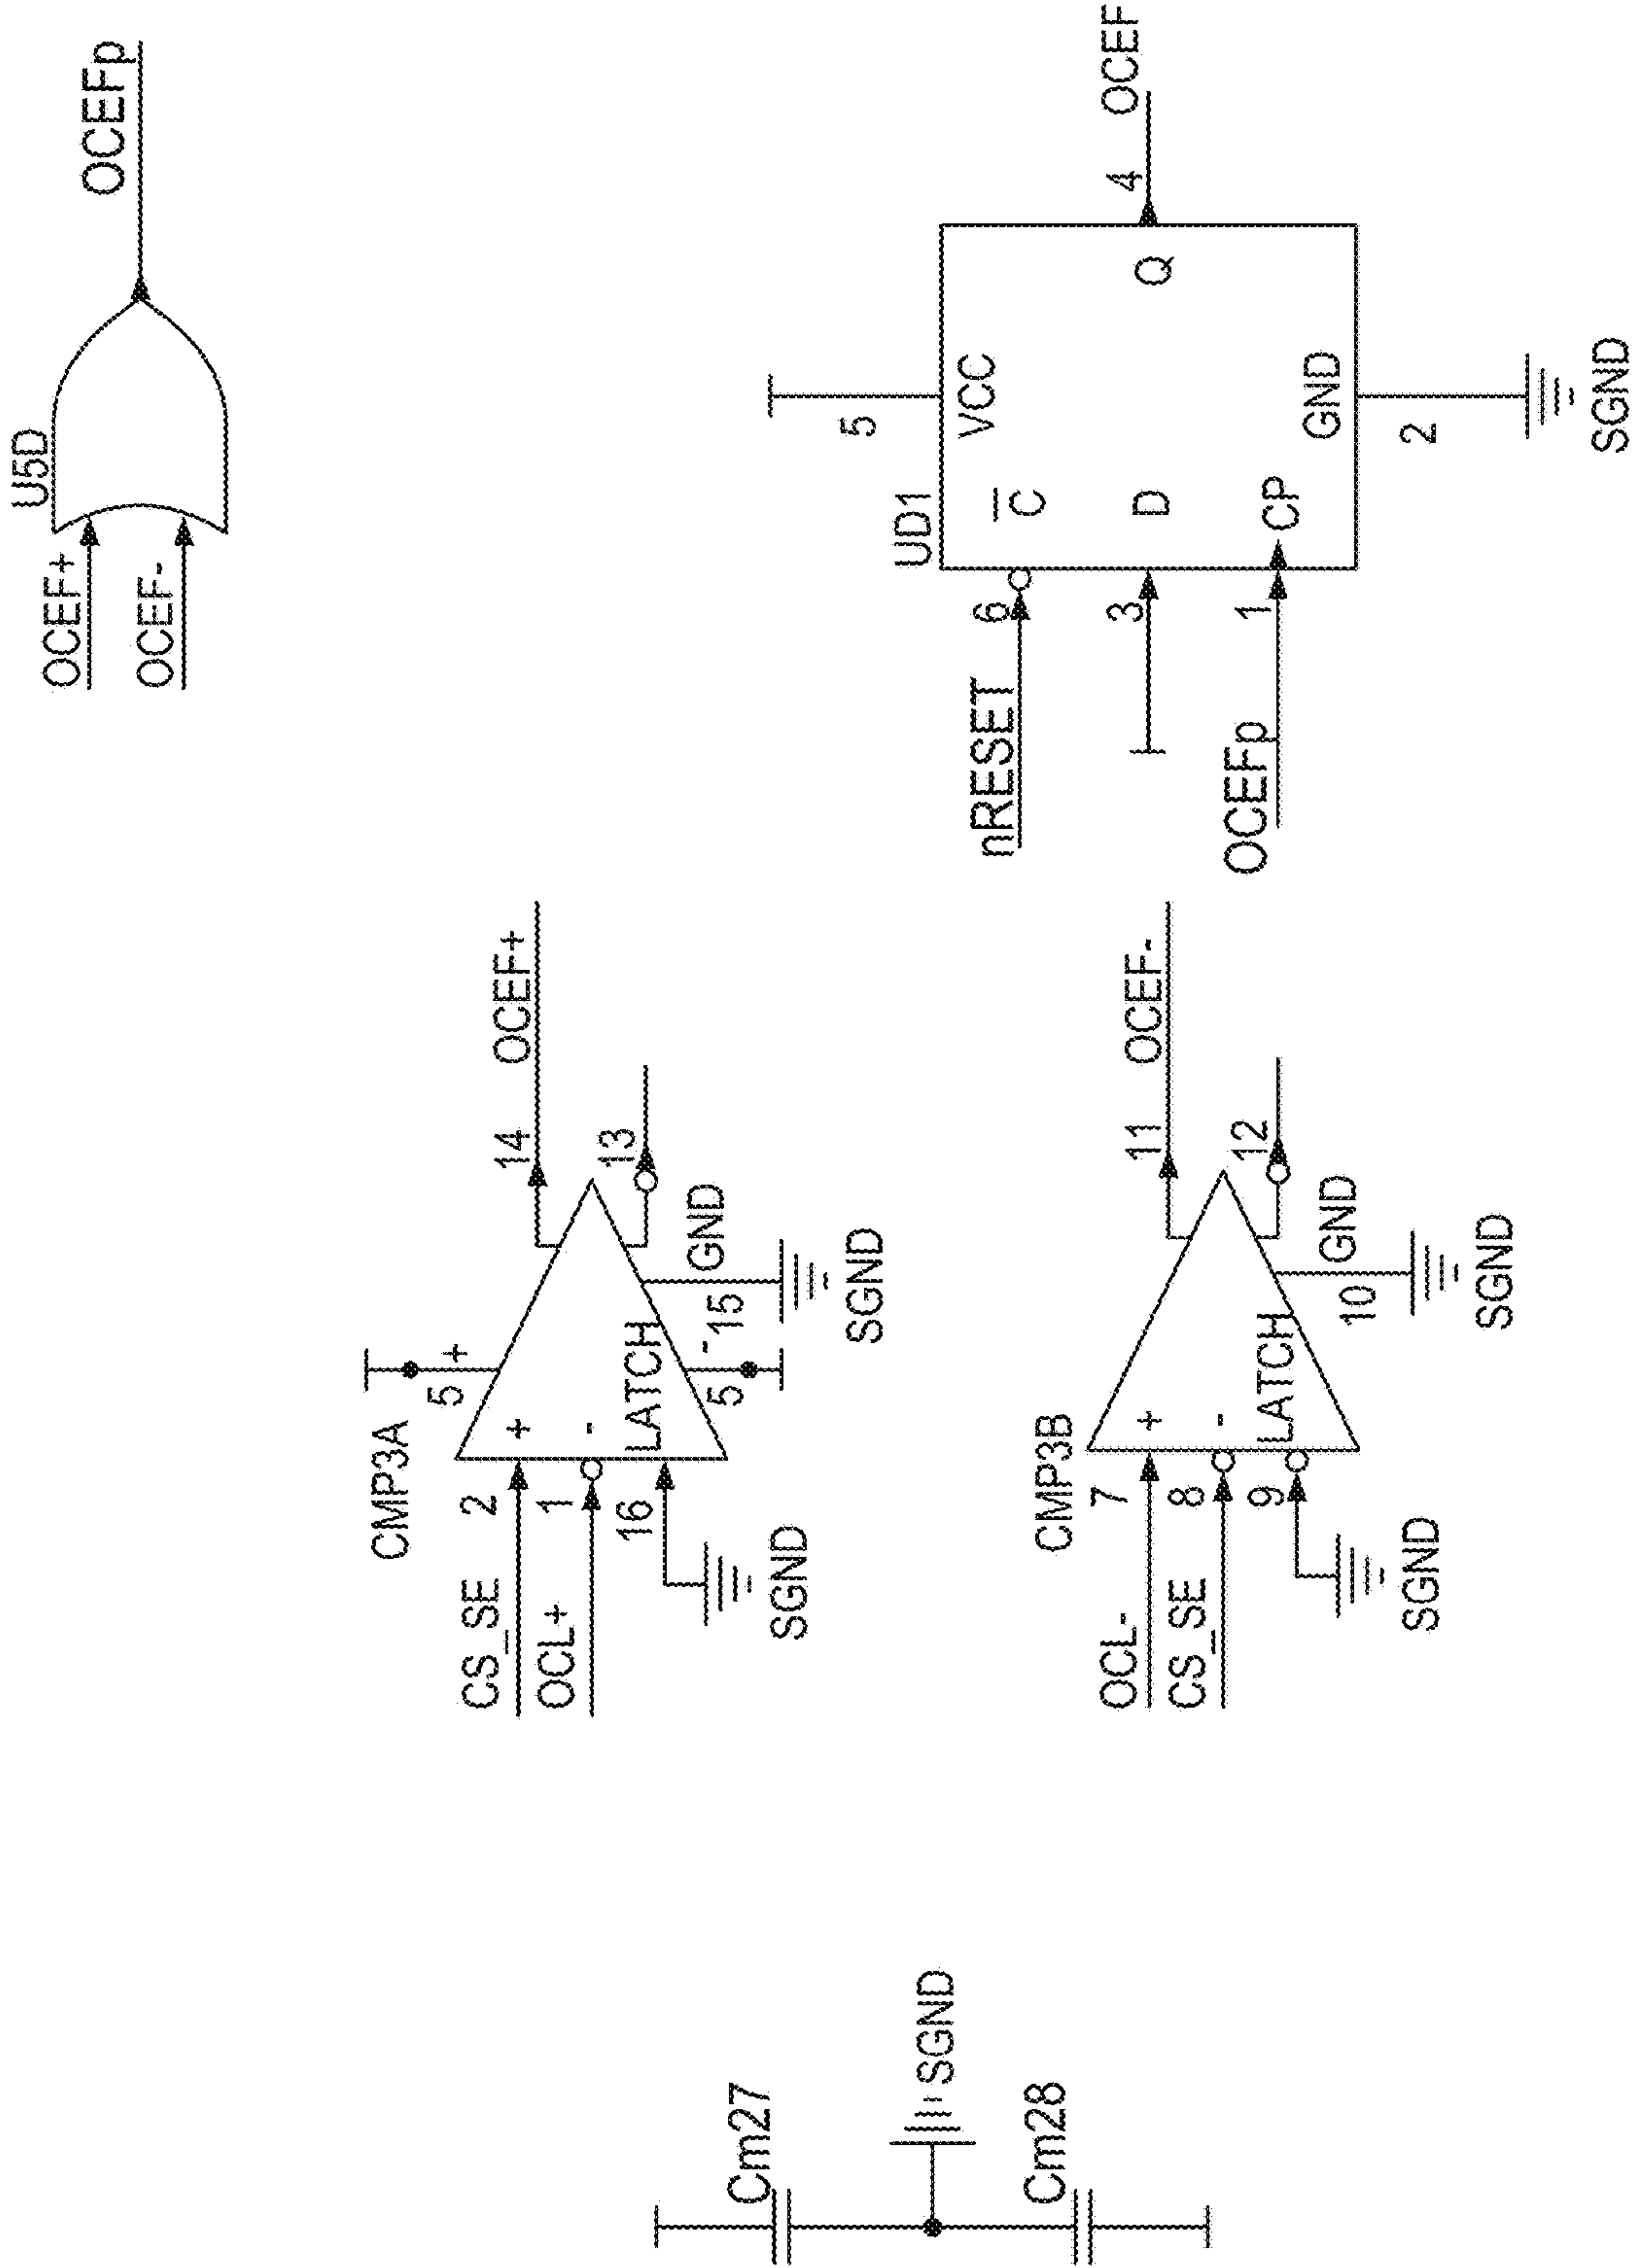 U5D
OCEF+
OCEF-
OCEFp
UD1
nRESET
6
C
3
D
OCEFp
1
CP
5
VCC
GND
2
SGND
Q
4
OCEF
CMP3A
CS_SE
2
+
OCL+
1
-
16
LATCH
SGND
5
+
5
-
15
GND
SGND
14
OCEF+
13
CMP3B
OCL-
7
+
CS_SE
8
-
9
LATCH
SGND
10
GND
SGND
11
OCEF-
12
Cm27
SGND
Cm28